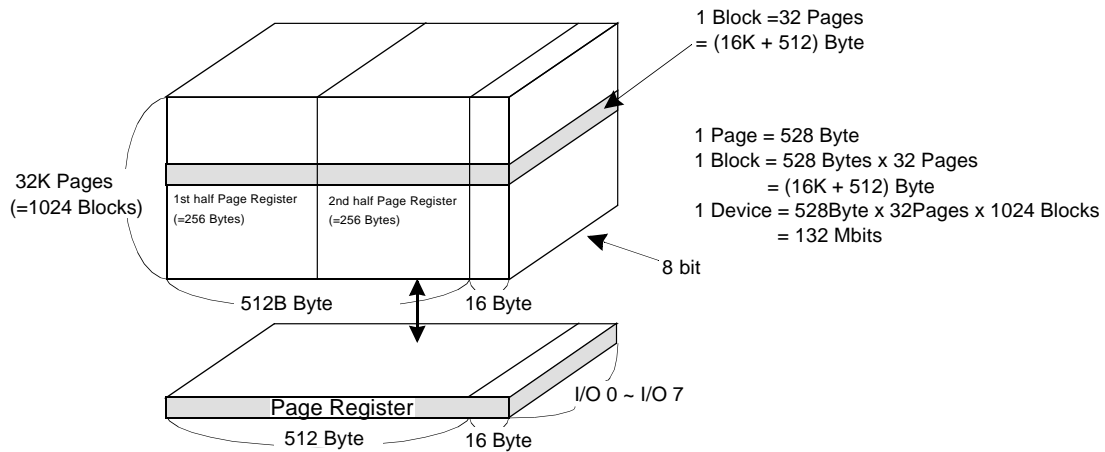 1 Block =32 Pages
= (16K + 512) Byte
1 Page = 528 Byte
1 Block = 528 Bytes x 32 Pages
= (16K + 512) Byte
1 Device = 528Byte x 32Pages x 1024 Blocks
= 132 Mbits
32K Pages
(=1024 Blocks)
1st half Page Register
(=256 Bytes)
2nd half Page Register
(=256 Bytes)
8 bit
512B Byte
16 Byte
I/O 0 ~ I/O 7
Page Register
512 Byte
16 Byte